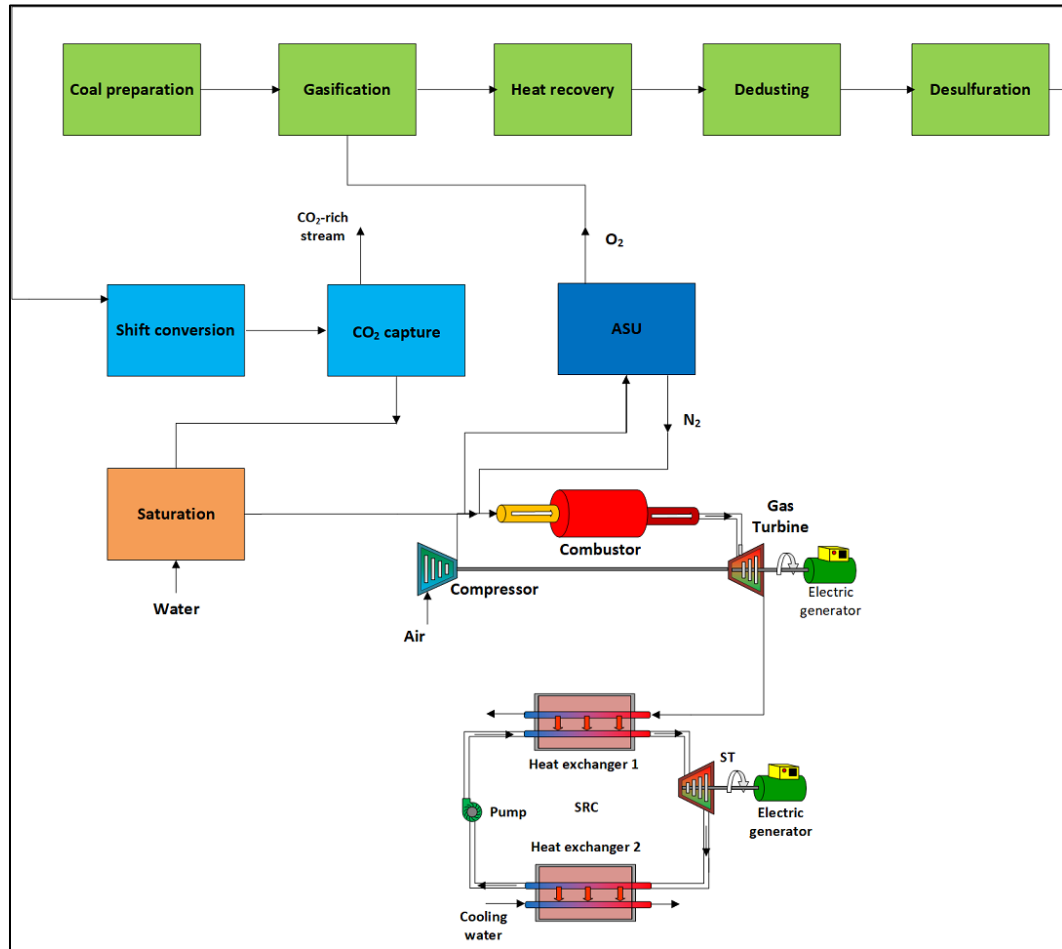 Coal preparation
Gasification
Heat recovery
Dedusting
Desulfuration
CO₂-rich
stream
O₂
Shift conversion
CO₂ capture
ASU
N₂
Saturation
Water
Combustor
Gas
Turbine
Compressor
Air
Electric
generator
Heat exchanger 1
ST
Pump
SRC
Electric
generator
Heat exchanger 2
Cooling
water